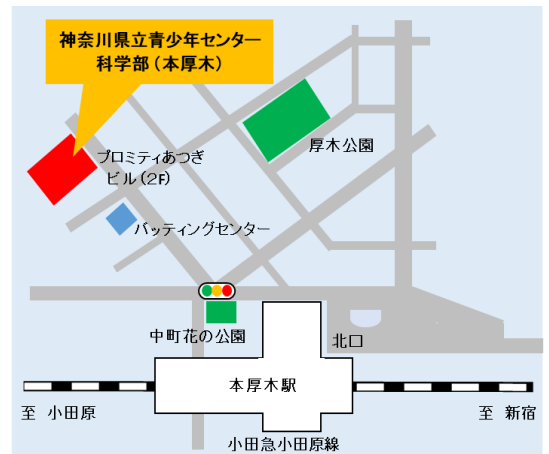 神奈川県立青少年センター
科学部（本厚木）
プロミティあつぎ
ビル（2F）
厚木公園
バッティングセンター
中町花の公園
北口
本厚木駅
至 小田原
至 新宿
小田急小田原線